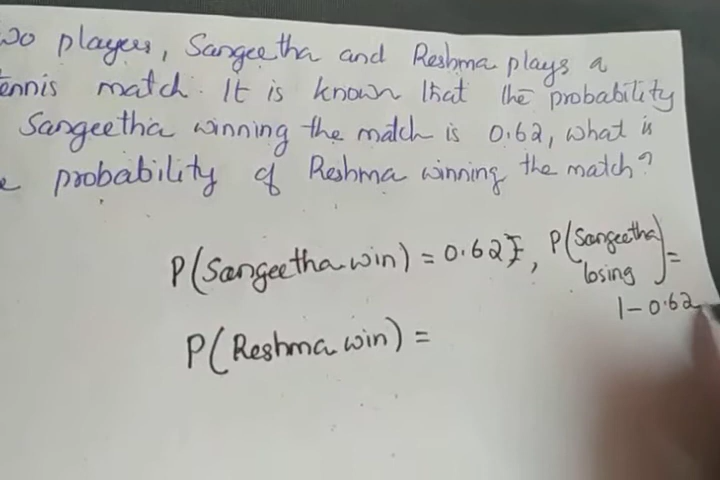 wo players, Sangeetha and Reshma plays a
ennis match. It is known that the probability
Sangeetha winning the match is 0.62, what is
e probability of Reshma winning the match?
P(Sangeetha win) = 0.62, P(Sangeetha losing) =
1-0.62
P(Reshma win) =